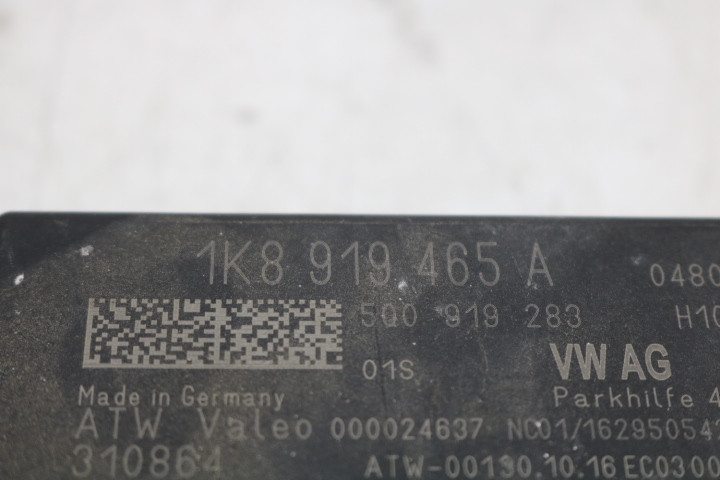 1K8 919 465 A 0480
5Q0 919 283 H10
01S VW AG
Made in Germany Parkhilfe 4
ATW Valeo 000024637 NC01/162950542
310864 ATW-00130.10.16 EC0300